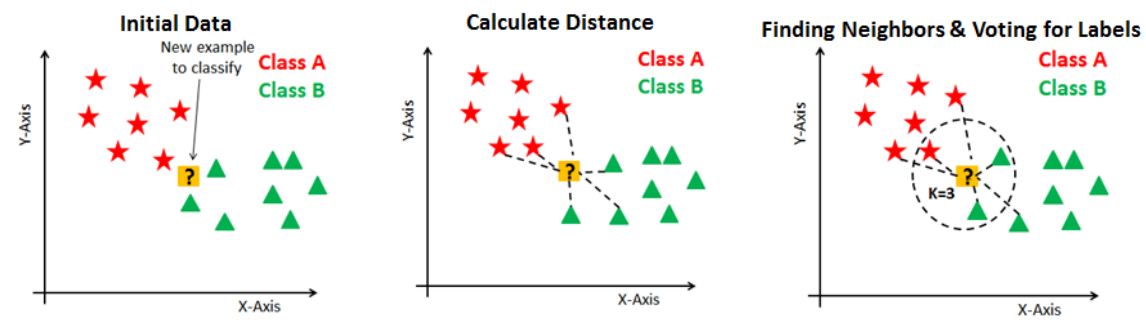 Initial Data
New example
to classify
Class A
Class B
?
Y-Axis
X-Axis
Calculate Distance
Class A
Class B
?
Y-Axis
X-Axis
Finding Neighbors & Voting for Labels
Class A
Class B
?
K=3
Y-Axis
X-Axis